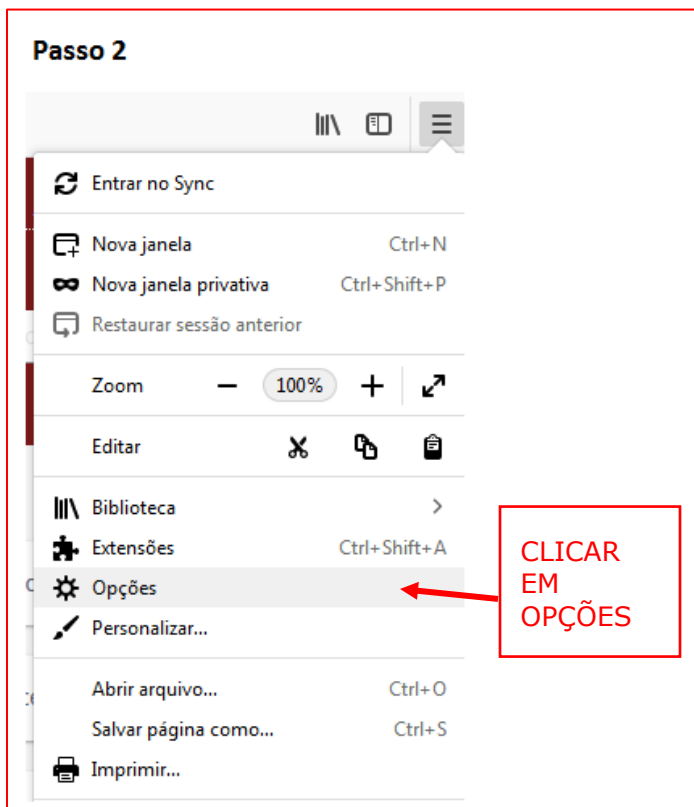 Passo 2
Entrar no Sync
Nova janela Ctrl+N
Nova janela privativa Ctrl+Shift+P
Restaurar sessão anterior
Zoom 100%
Editar
Biblioteca
Extensões Ctrl+Shift+A
Opções
CLICAR
EM
OPÇÕES
Personalizar...
Abrir arquivo... Ctrl+O
Salvar página como... Ctrl+S
Imprimir...